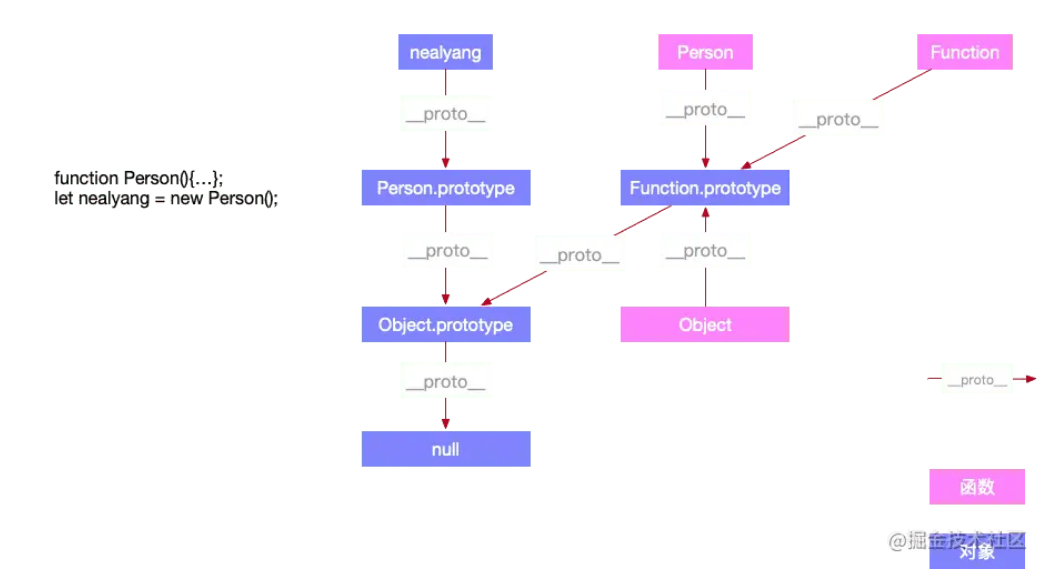 nealyang
Person
Function
__proto__
__proto__
__proto__
function Person(){…};
let nealyang = new Person();
Person.prototype
Function.prototype
__proto__
__proto__
__proto__
Object.prototype
Object
__proto__
__proto__
null
函数
@掘金技术社区
对象